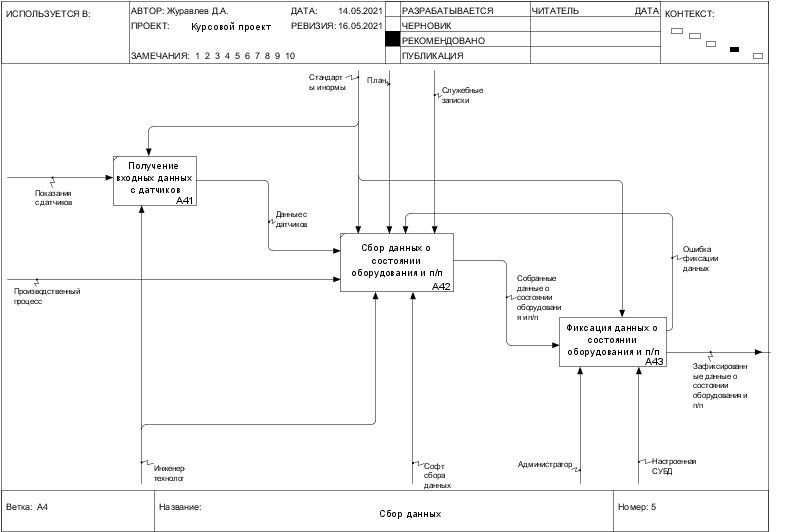 ИСПОЛЬЗУЕТСЯ В:
АВТОР: Журавлев Д.А.
ДАТА: 14.05.2021
ПРОЕКТ: Курсовой проект
РЕВИЗИЯ: 16.05.2021
ЗАМЕЧАНИЯ: 1 2 3 4 5 6 7 8 9 10
РАЗРАБАТЫВАЕТСЯ
ЧЕРНОВИК
РЕКОМЕНДОВАНО
ПУБЛИКАЦИЯ
ЧИТАТЕЛЬ
ДАТА
КОНТЕКСТ:
Стандарт
ы и нормы
План
Служебные
записки
Получение
входных данных
с датчиков
A41
Показания
с датчиков
Данные с
датчиков
Сбор данных о
состоянии
оборудования и п/п
A42
Ошибка
фиксации
данных
Производственный
процесс
Собранные
данные о
состоянии
оборудовани
я и п/п
Фиксация данных о
состоянии
оборудования и п/п
A43
Зафиксированн
ые данные о
состоянии
оборудования и
п/п
Инженер-
технолог
Софт
сбора
данных
Администратор
Настроенная
СУБД
Ветка: A4
Название:
Сбор данных
Номер: 5